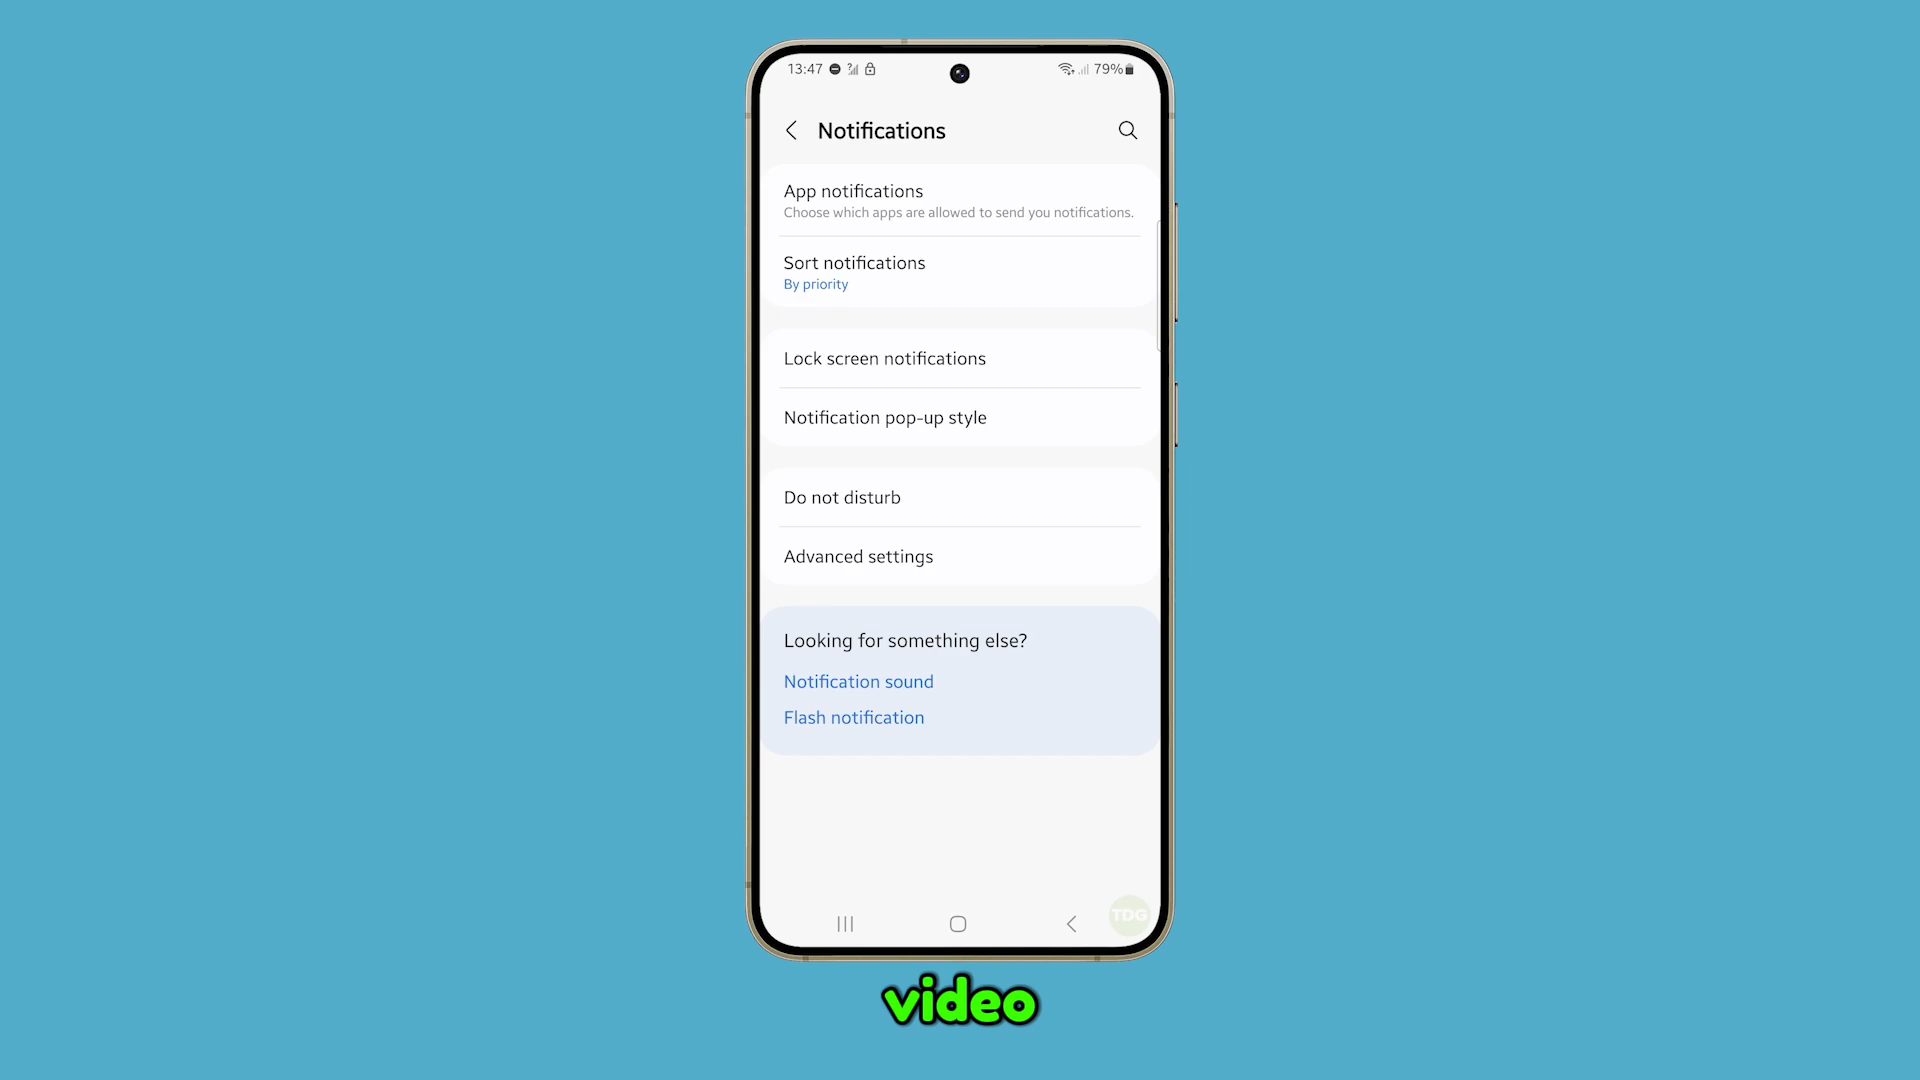 13:47
79%
Notifications
App notifications
Choose which apps are allowed to send you notifications.
Sort notifications
By priority
Lock screen notifications
Notification pop-up style
Do not disturb
Advanced settings
Looking for something else?
Notification sound
Flash notification
TDG
video